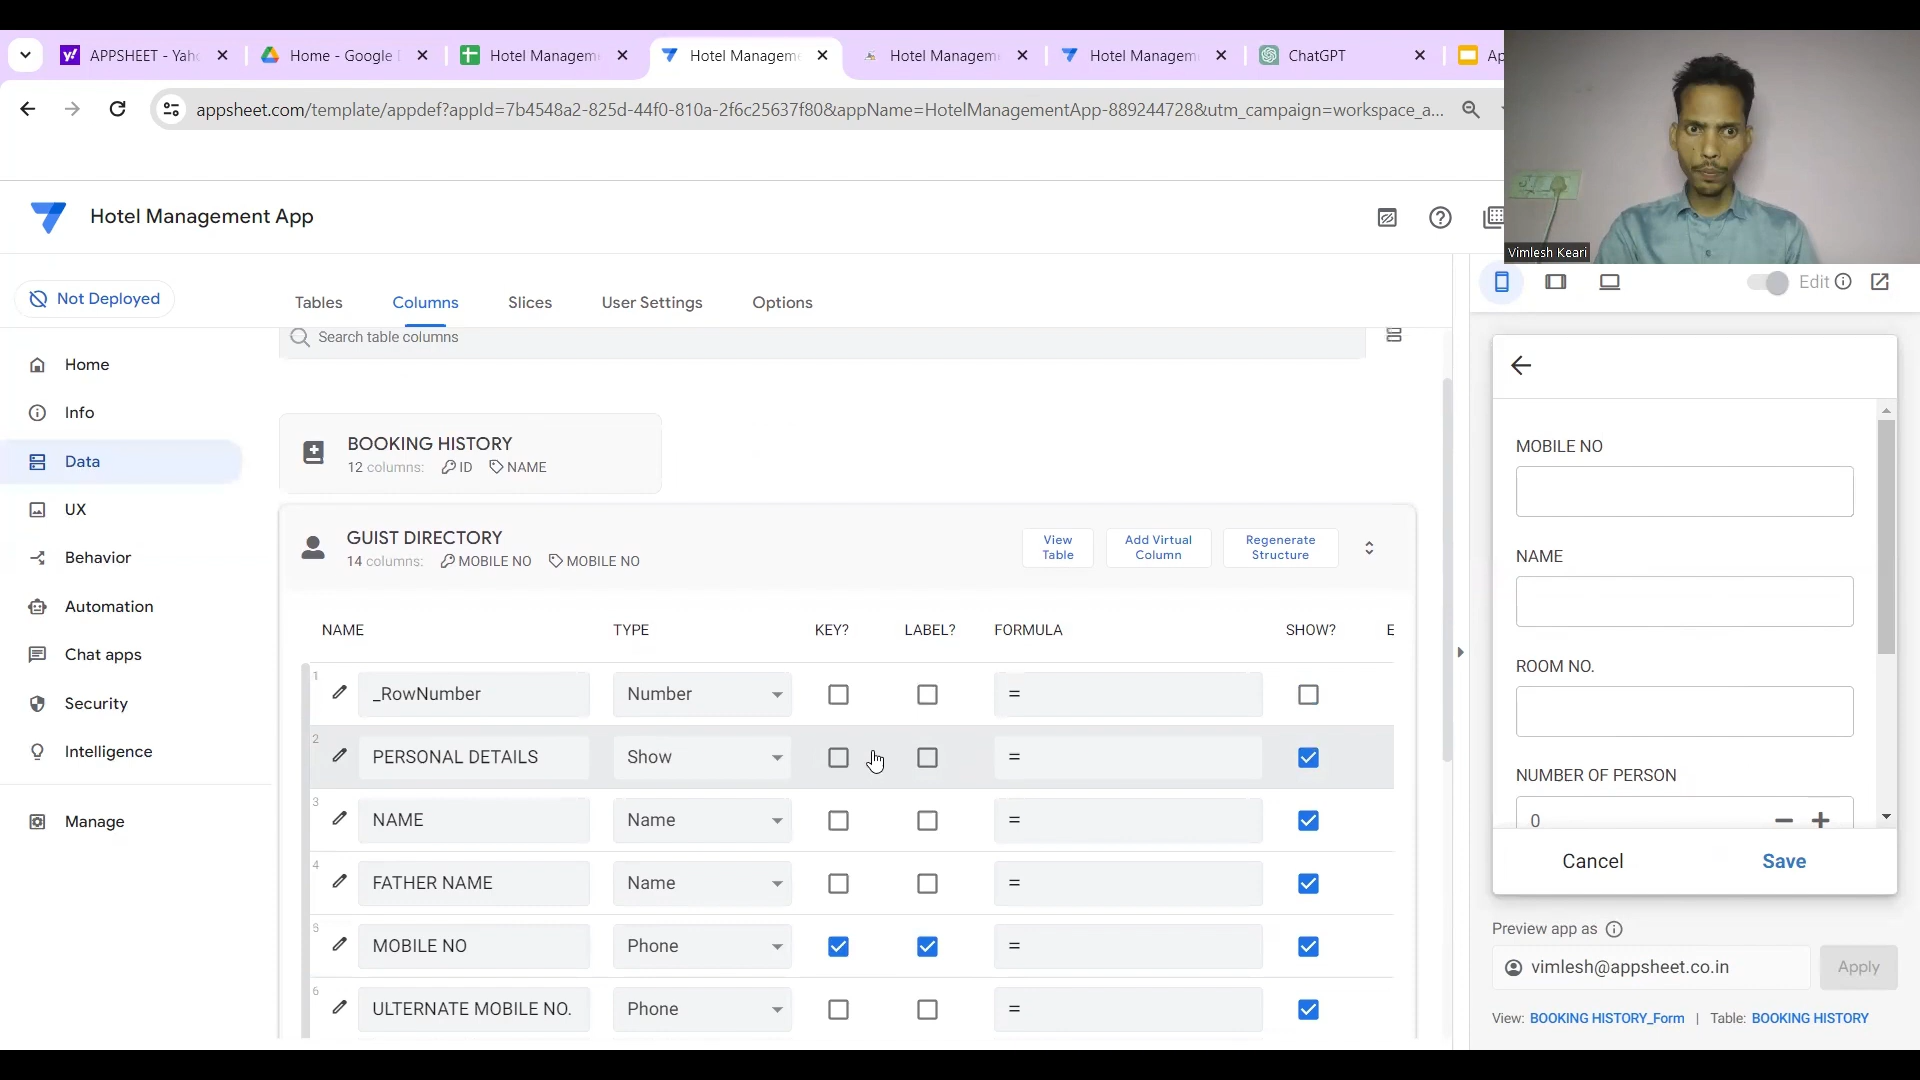 APPSHEET - Yah
Home - Google
Hotel Managem
Hotel Manageme
Hotel Managem
Hotel Managem
ChatGPT
Ap
appsheet.com/template/appdef?appId=7b4548a2-825d-44f0-810a-2f6c25637f80&appName=HotelManagementApp-889244728&utm_campaign=workspace_a...
Hotel Management App
Vimlesh Keari
Not Deployed
Tables
Columns
Slices
User Settings
Options
Edit
Search table columns
Home
Info
Data
UX
Behavior
Automation
Chat apps
Security
Intelligence
Manage
BOOKING HISTORY
12 columns: ID NAME
GUIST DIRECTORY
14 columns: MOBILE NO MOBILE NO
View Table
Add Virtual Column
Regenerate Structure
NAME TYPE KEY? LABEL? FORMULA SHOW? E
1 _RowNumber Number =
2 PERSONAL DETAILS Show =
3 NAME Name =
4 FATHER NAME Name =
5 MOBILE NO Phone =
6 ULTERNATE MOBILE NO. Phone =
MOBILE NO
NAME
ROOM NO.
NUMBER OF PERSON
0
Cancel Save
Preview app as
vimlesh@appsheet.co.in
Apply
View: BOOKING HISTORY_Form | Table: BOOKING HISTORY